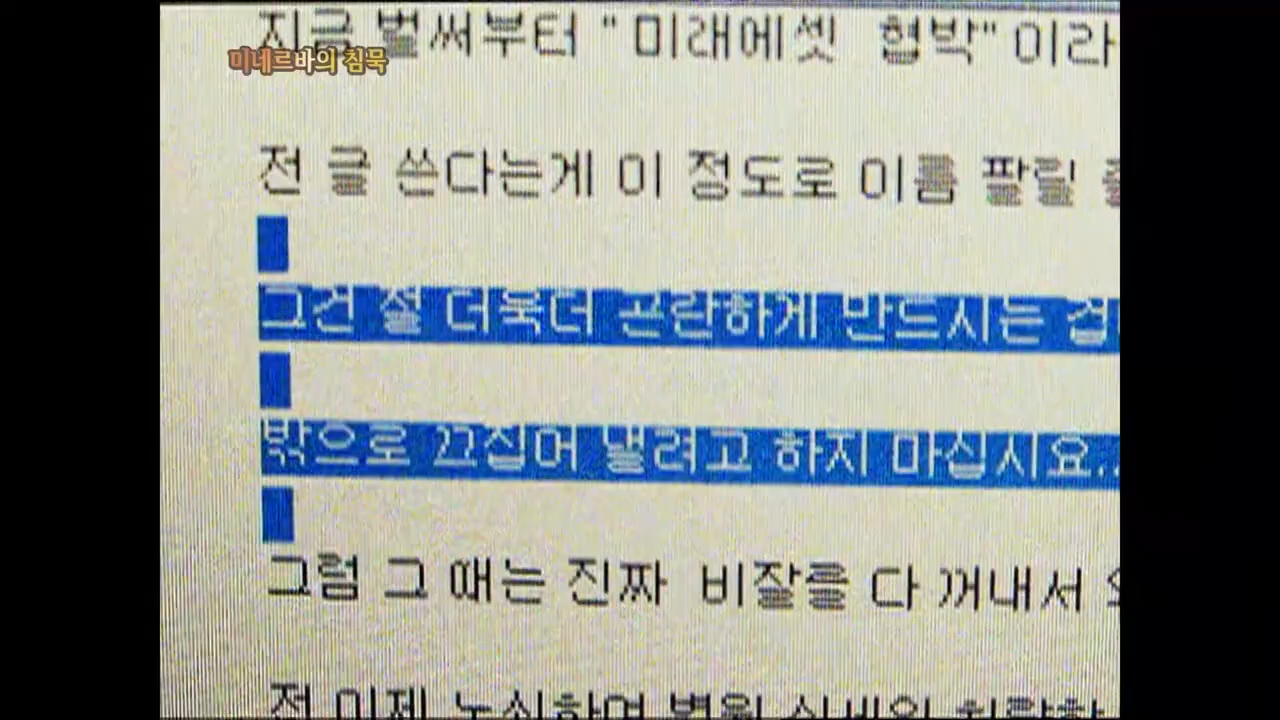 지금 벌써부터 "미래에셋 협박" 이라
미네르바의 침묵
전 글 쓴다는게 이 정도로 이름 팔릴
그건 절 더욱더 곤란하게 만드시는 겁
밖으로 끄집어 낼려고 하지 마십시요..
그럼 그 때는 진짜 비잘을 다 꺼내서
전 이제